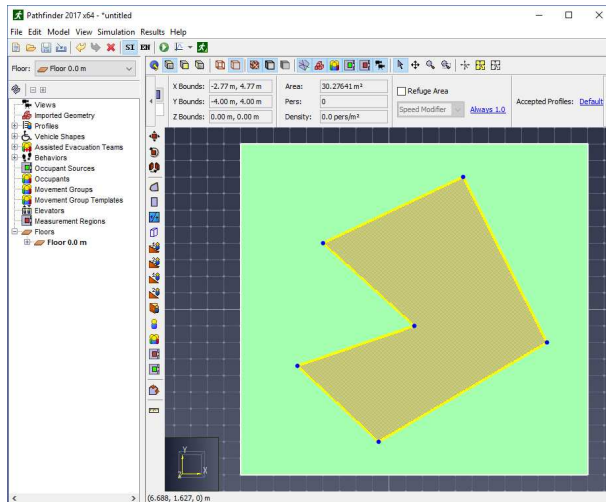 Pathfinder 2017 x64 - *untitled
File Edit Model View Simulation Results Help
SI EN
Floor: Floor 0.0 m
X Bounds: -2.77 m, 4.77 m Area: 30.27641 m² Refuge Area
Y Bounds: -4.00 m, 4.00 m Pers: 0 Speed Modifier Always 1.0 Accepted Profiles: Default
Z Bounds: 0.00 m, 0.00 m Density: 0.0 pers/m²
Views
Imported Geometry
Profiles
Vehicle Shapes
Assisted Evacuation Teams
Behaviors
Occupant Sources
Occupants
Movement Groups
Movement Group Templates
Elevators
Measurement Regions
Floors
Floor 0.0 m
Y
Z X
(6.688, 1.627, 0) m